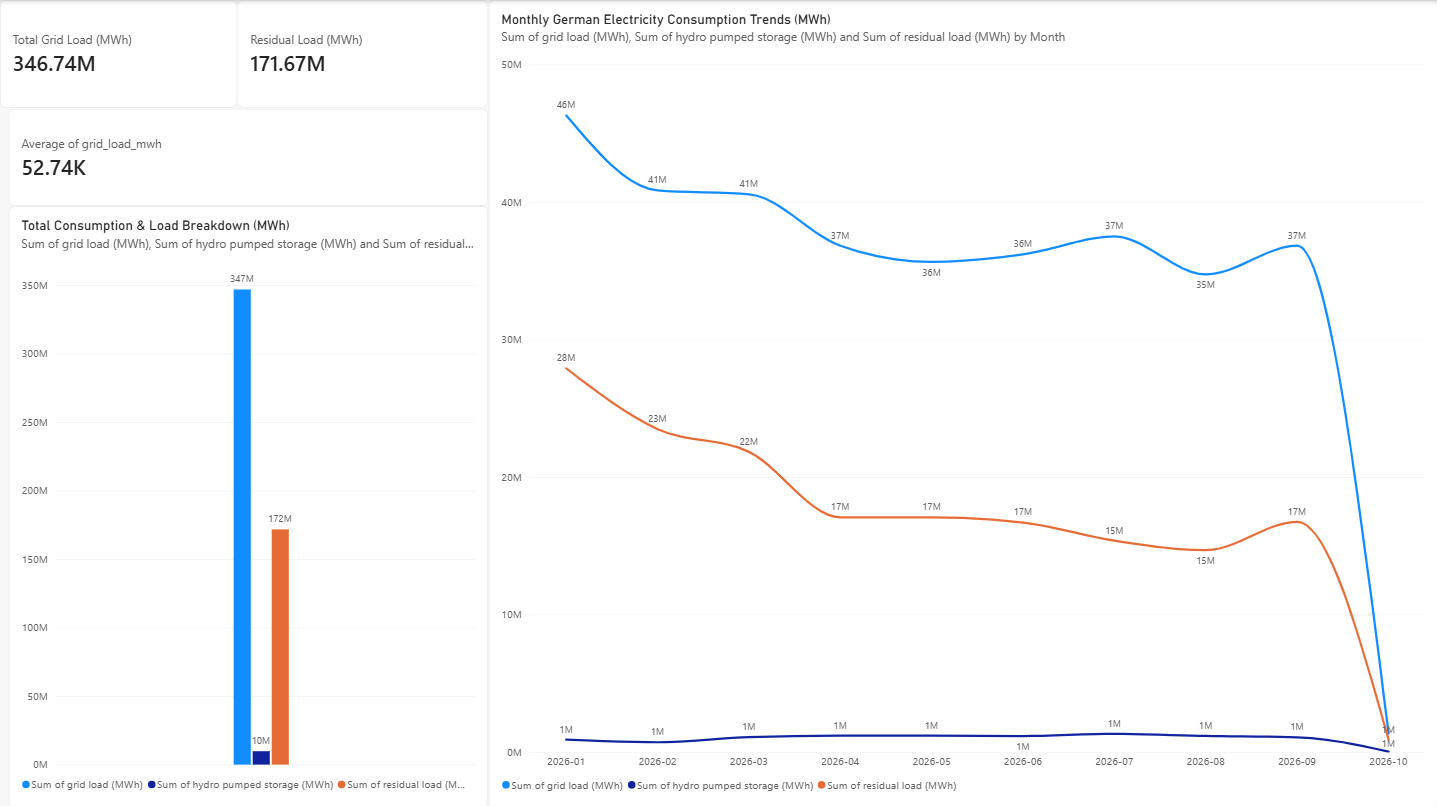 Total Grid Load (MWh)
346.74M
Residual Load (MWh)
171.67M
Average of grid_load_mwh
52.74K
Total Consumption & Load Breakdown (MWh)
Sum of grid load (MWh), Sum of hydro pumped storage (MWh) and Sum of residual...
347M
350M
300M
250M
200M
172M
150M
100M
50M
10M
0M
Sum of grid load (MWh) Sum of hydro pumped storage (MWh) Sum of residual load (M...
Monthly German Electricity Consumption Trends (MWh)
Sum of grid load (MWh), Sum of hydro pumped storage (MWh) and Sum of residual load (MWh) by Month
50M
46M
41M
41M
40M
37M
36M
36M
37M
35M
37M
30M
28M
23M
22M
20M
17M
17M
17M
15M
15M
17M
10M
1M
1M
1M
1M
1M
1M
1M
1M
1M
1M
1M
0M
2026-01 2026-02 2026-03 2026-04 2026-05 2026-06 2026-07 2026-08 2026-09 2026-10
Sum of grid load (MWh) Sum of hydro pumped storage (MWh) Sum of residual load (MWh)